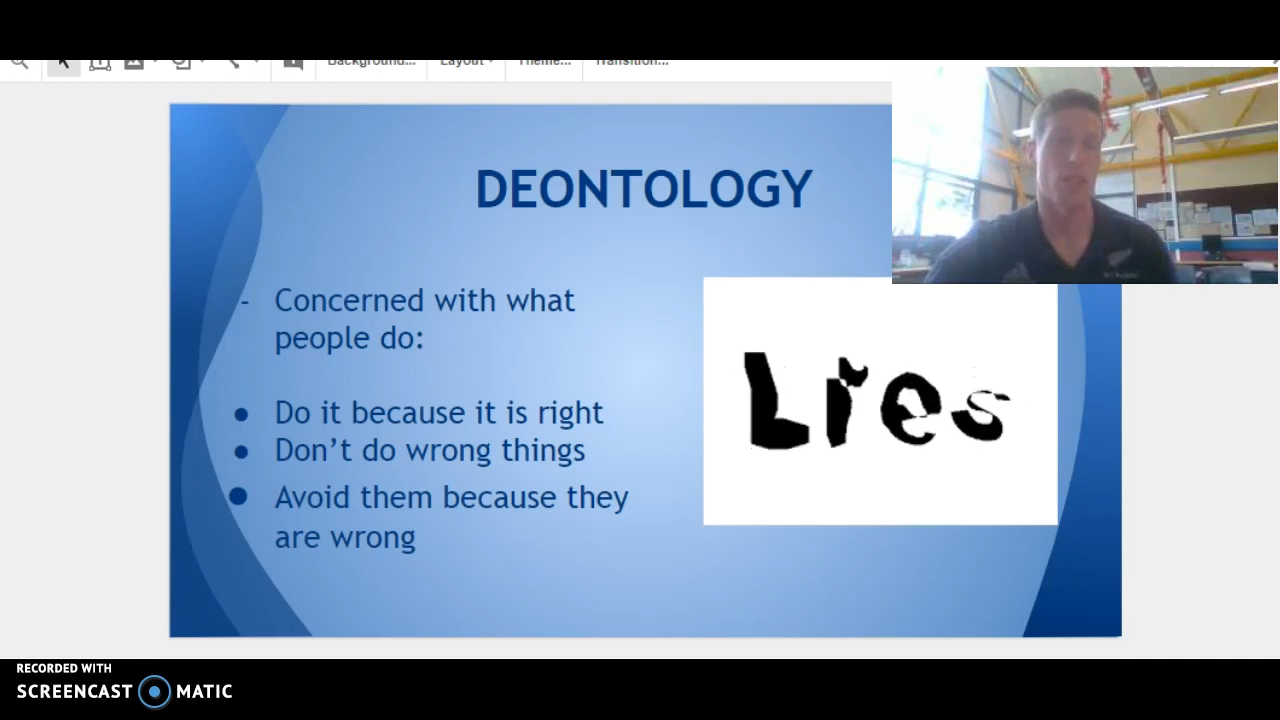 Background... Layout Theme... Transition...
DEONTOLOGY
- Concerned with what
people do:
● Do it because it is right
● Don't do wrong things
● Avoid them because they
are wrong
Lies
RECORDED WITH
SCREENCAST MATIC